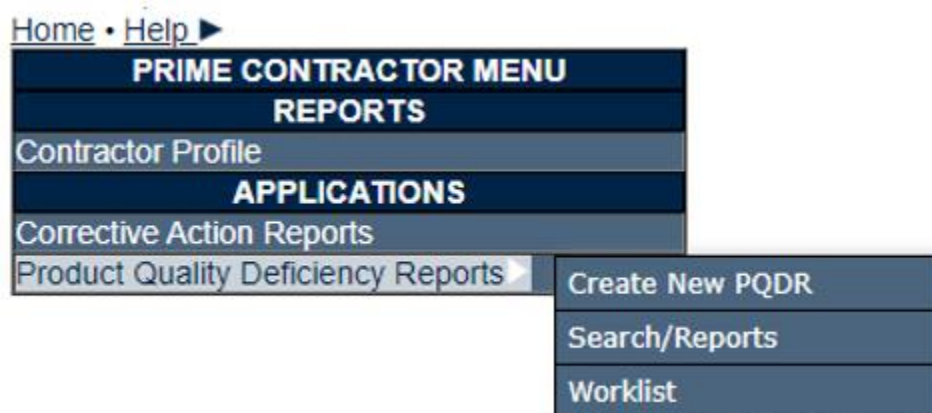 Home • Help ►
PRIME CONTRACTOR MENU
REPORTS
Contractor Profile
APPLICATIONS
Corrective Action Reports
Product Quality Deficiency Reports
Create New PQDR
Search/Reports
Worklist